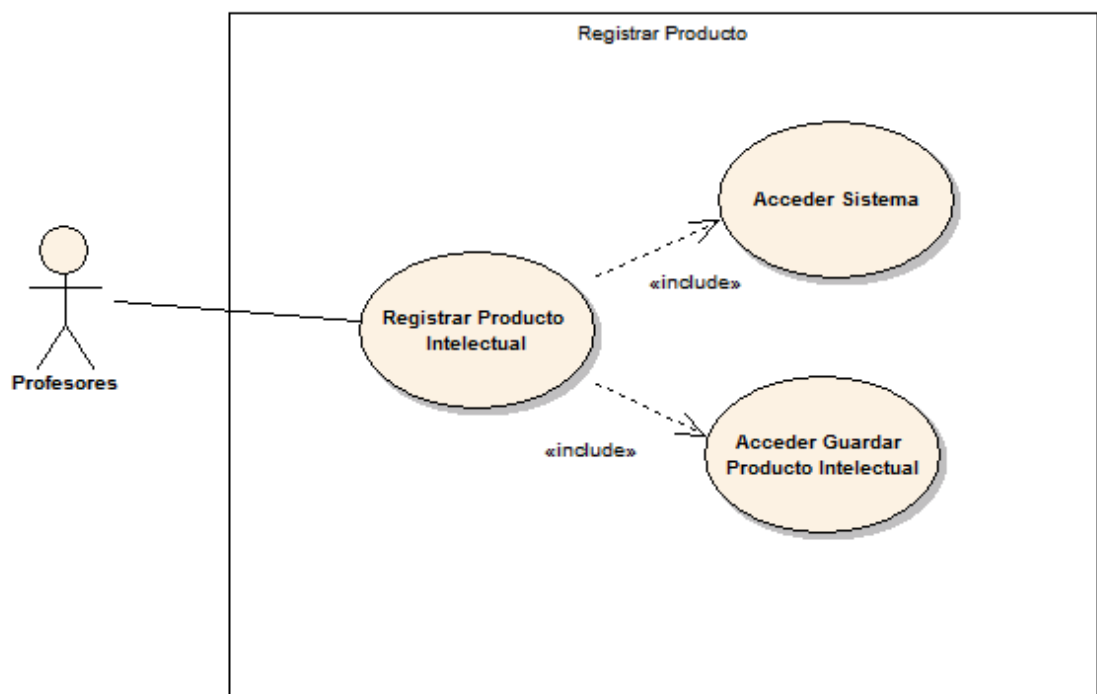 Registrar Producto
Acceder Sistema
«include»
Registrar Producto
Intelectual
Profesores
«include»
Acceder Guardar
Producto Intelectual